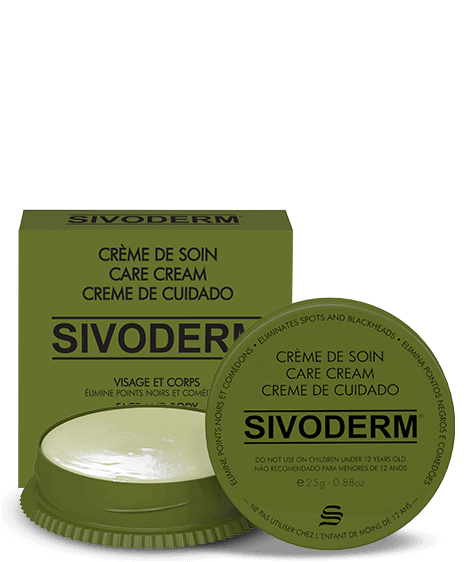 SIVODERM®
CRÈME DE SOIN
CARE CREAM
CREME DE CUIDADO
SIVODERM
VISAGE ET CORPS
ÉLIMINE POINTS NOIRS ET
ÉLIMINE POINTS NOIRS ET COMÉDONS • ELIMINATES SPOTS AND BLACKHEADS • ELIMINA PONTOS NEGROS E COMEDÕES
CRÈME DE SOIN
CARE CREAM
CREME DE CUIDADO
SIVODERM®
DO NOT USE ON CHILDREN UNDER 12 YEARS OLD
NÃO RECOMENDADO PARA MENORES DE 12 ANOS
℮25g - 0.88oz
— NE PAS UTILISER CHEZ L'ENFANT DE MOINS DE 12 ANS —